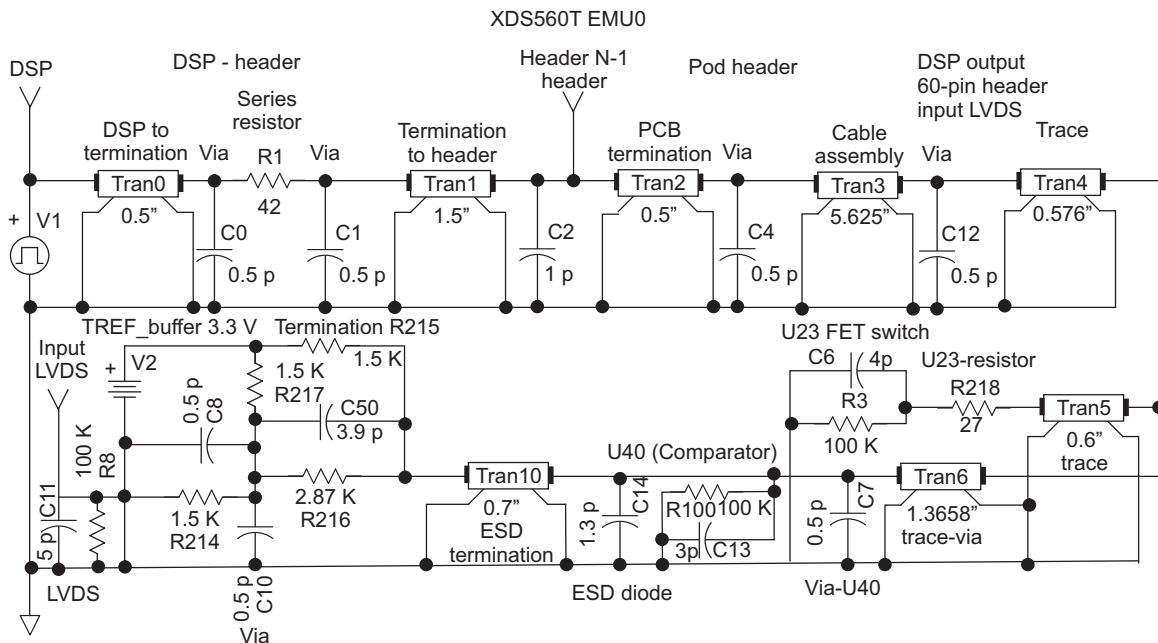 XDS560T EMU0
DSP
DSP - header
Header N-1
header
Pod header
DSP output
60-pin header
input LVDS
Series
resistor
DSP to
termination
Via
R1
Via
Termination
to header
PCB
termination
Via
Cable
assembly
Via
Trace
Tran0
42
Tran1
Tran2
Tran3
Tran4
0.5”
1.5”
0.5”
5.625”
0.576”
+
V1
C0
0.5 p
C1
0.5 p
C2
1 p
C4
0.5 p
C12
0.5 p
TREF_buffer 3.3 V
Termination R215
U23 FET switch
Input
LVDS
+
V2
1.5 K
1.5 K
R217
C6
4p
U23-resistor
R218
27
R3
100 K
Tran5
0.6”
trace
0.5 p
C8
C50
3.9 p
100 K
R8
U40 (Comparator)
2.87 K
R216
Tran10
0.7”
ESD
termination
C14
1.3 p
R100
100 K
3p
C13
C7
0.5 p
Tran6
1.3658”
trace-via
C11
5 p
1.5 K
R214
LVDS
0.5 p
C10
Via
ESD diode
Via-U40